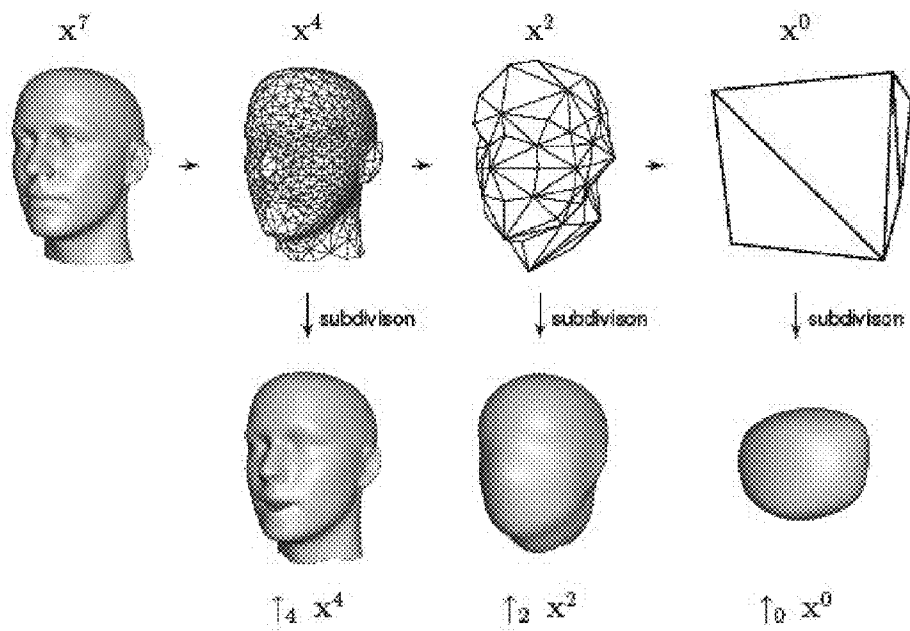 x⁷ x⁴ x² x⁰
subdivison subdivison subdivison
↑₄ x⁴ ↑₂ x² ↑₀ x⁰